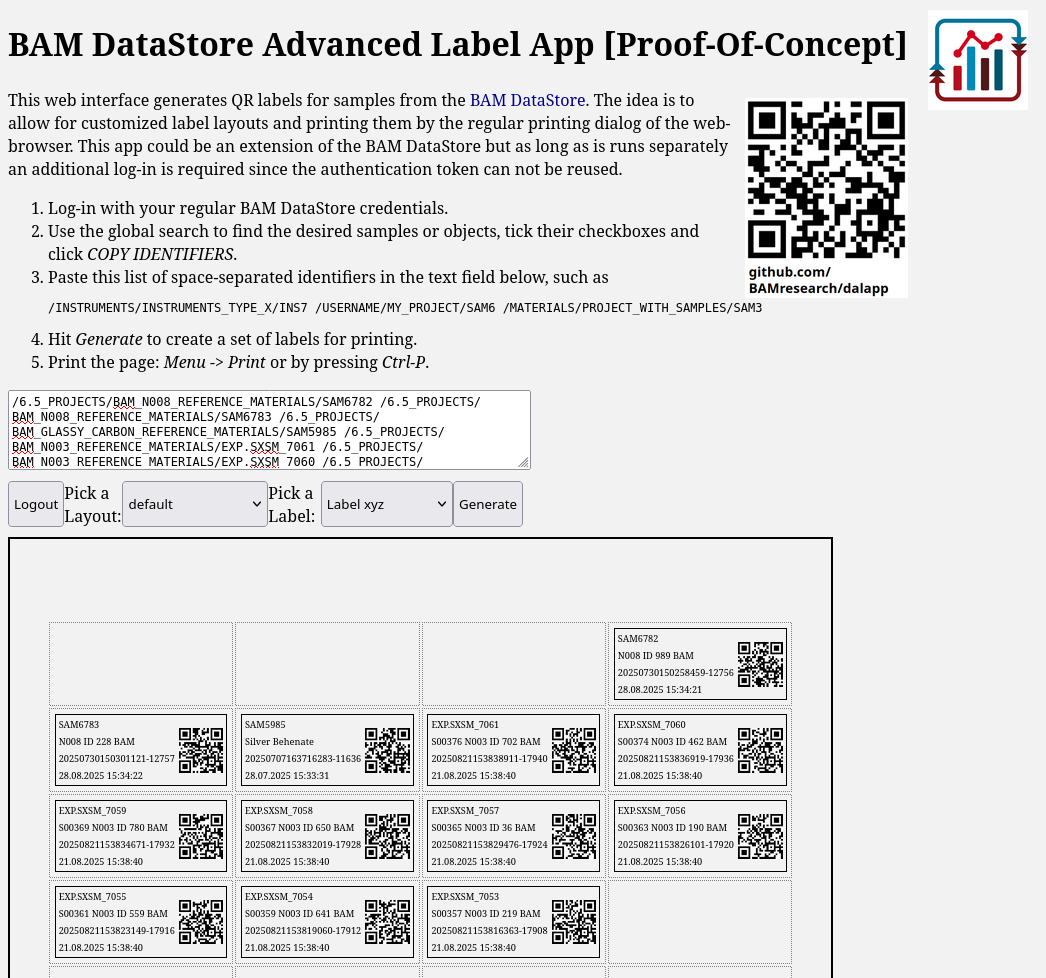 BAM DataStore Advanced Label App [Proof-Of-Concept]
This web interface generates QR labels for samples from the BAM DataStore. The idea is to
allow for customized label layouts and printing them by the regular printing dialog of the web-
browser. This app could be an extension of the BAM DataStore but as long as is runs separately
an additional log-in is required since the authentication token can not be reused.
github.com/
BAMresearch/dalapp
1. Log-in with your regular BAM DataStore credentials.
2. Use the global search to find the desired samples or objects, tick their checkboxes and
click COPY IDENTIFIERS.
3. Paste this list of space-separated identifiers in the text field below, such as
/INSTRUMENTS/INSTRUMENTS_TYPE_X/INS7 /USERNAME/MY_PROJECT/SAM6 /MATERIALS/PROJECT_WITH_SAMPLES/SAM3
4. Hit Generate to create a set of labels for printing.
5. Print the page: Menu -> Print or by pressing Ctrl-P.
/6.5_PROJECTS/BAM_N008_REFERENCE_MATERIALS/SAM6782 /6.5_PROJECTS/
BAM_N008_REFERENCE_MATERIALS/SAM6783 /6.5_PROJECTS/
BAM_GLASSY_CARBON_REFERENCE_MATERIALS/SAM5985 /6.5_PROJECTS/
BAM_N003_REFERENCE_MATERIALS/EXP.SXSM_7061 /6.5_PROJECTS/
BAM_N003_REFERENCE_MATERIALS/EXP.SXSM_7060 /6.5_PROJECTS/
Logout Pick a Layout: default Pick a Label: Label xyz Generate
SAM6782
N008 ID 989 BAM
20250730150258459-12756
28.08.2025 15:34:21
SAM6783
N008 ID 228 BAM
20250730150301121-12757
28.08.2025 15:34:22
SAM5985
Silver Behenate
20250707163716283-11636
28.07.2025 15:33:31
EXP.SXSM_7061
S00376 N003 ID 702 BAM
20250821153838911-17940
21.08.2025 15:38:40
EXP.SXSM_7060
S00374 N003 ID 462 BAM
20250821153836919-17936
21.08.2025 15:38:40
EXP.SXSM_7059
S00369 N003 ID 780 BAM
20250821153834671-17932
21.08.2025 15:38:40
EXP.SXSM_7058
S00367 N003 ID 650 BAM
20250821153832019-17928
21.08.2025 15:38:40
EXP.SXSM_7057
S00365 N003 ID 36 BAM
20250821153829476-17924
21.08.2025 15:38:40
EXP.SXSM_7056
S00363 N003 ID 190 BAM
20250821153826101-17920
21.08.2025 15:38:40
EXP.SXSM_7055
S00361 N003 ID 559 BAM
20250821153823149-17916
21.08.2025 15:38:40
EXP.SXSM_7054
S00359 N003 ID 641 BAM
20250821153819060-17912
21.08.2025 15:38:40
EXP.SXSM_7053
S00357 N003 ID 219 BAM
20250821153816363-17908
21.08.2025 15:38:40